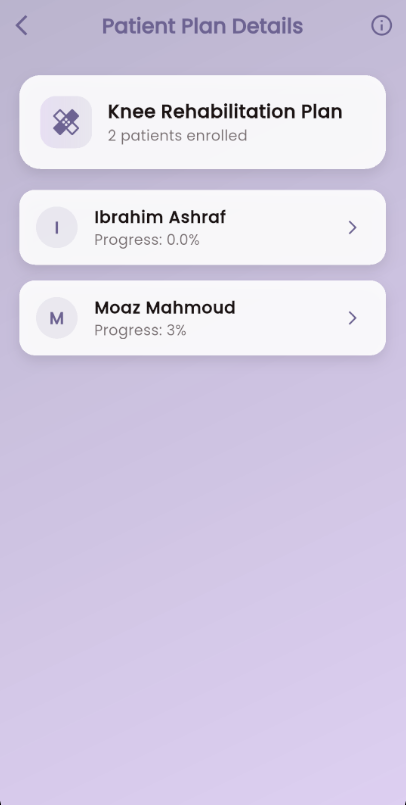 Patient Plan Details
Knee Rehabilitation Plan
2 patients enrolled
I
Ibrahim Ashraf
Progress: 0.0%
M
Moaz Mahmoud
Progress: 3%